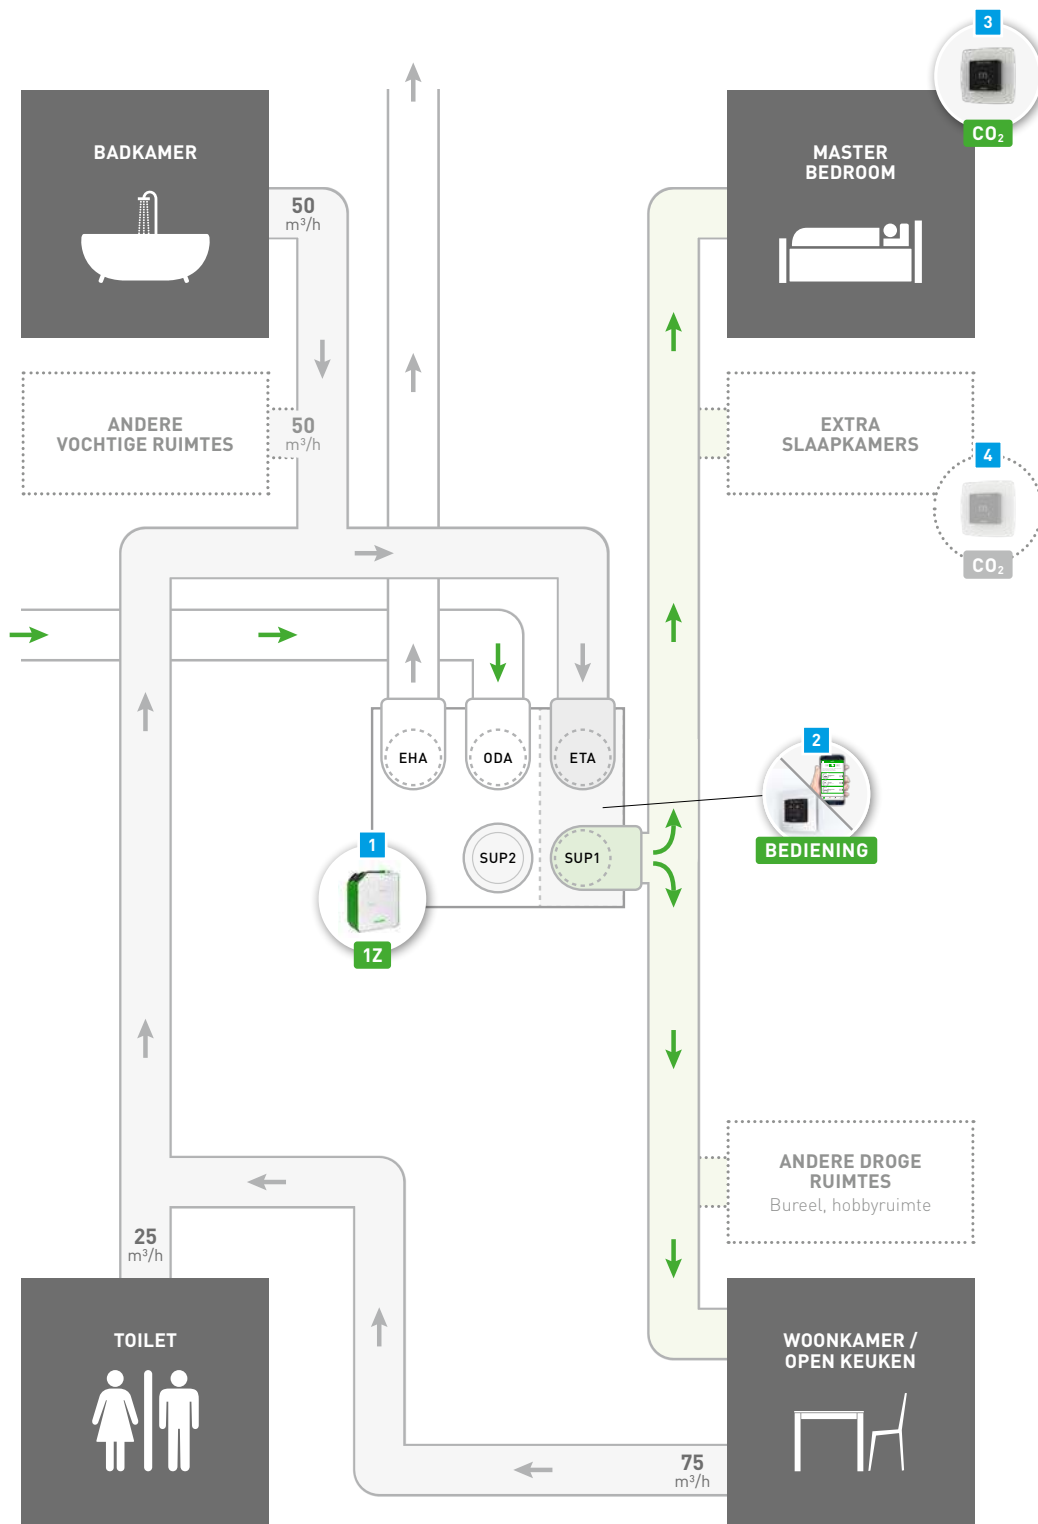 3
CO₂
BADKAMER
50
m³/h
MASTER
BEDROOM
ANDERE
VOCHTIGE RUIMTES
50
m³/h
EXTRA
SLAAPKAMERS
4
CO₂
EHA
ODA
ETA
2
BEDIENING
1
SUP2
SUP1
1Z
ANDERE DROGE
RUIMTES
Bureel, hobbyruimte
25
m³/h
TOILET
WOONKAMER /
OPEN KEUKEN
75
m³/h